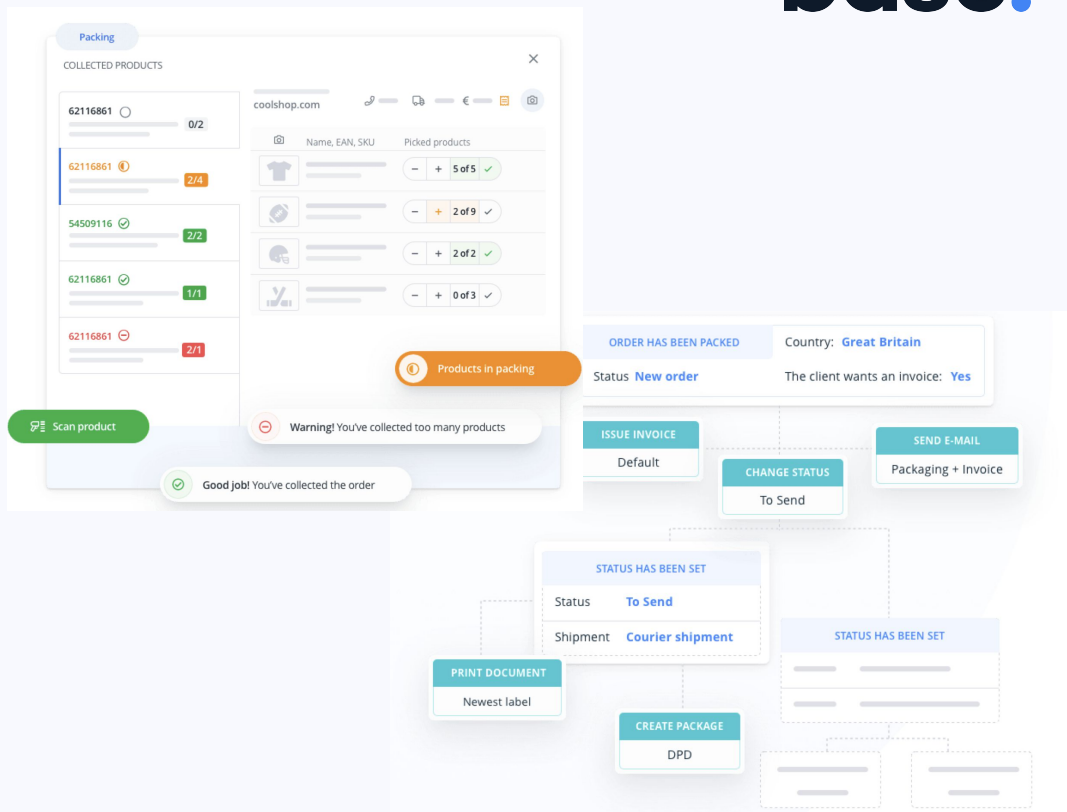 base.
Packing
COLLECTED PRODUCTS
62116861
0/2
62116861
2/4
54509116
2/2
62116861
1/1
62116861
2/1
coolshop.com
€
Name, EAN, SKU Picked products
− + 5 of 5
− + 2 of 9
− + 2 of 2
− + 0 of 3
Products in packing
Scan product
Warning! You've collected too many products
Good job! You've collected the order
ORDER HAS BEEN PACKED
Country: Great Britain
Status New order
The client wants an invoice: Yes
ISSUE INVOICE
Default
CHANGE STATUS
To Send
SEND E-MAIL
Packaging + Invoice
STATUS HAS BEEN SET
Status To Send
Shipment Courier shipment
STATUS HAS BEEN SET
PRINT DOCUMENT
Newest label
CREATE PACKAGE
DPD